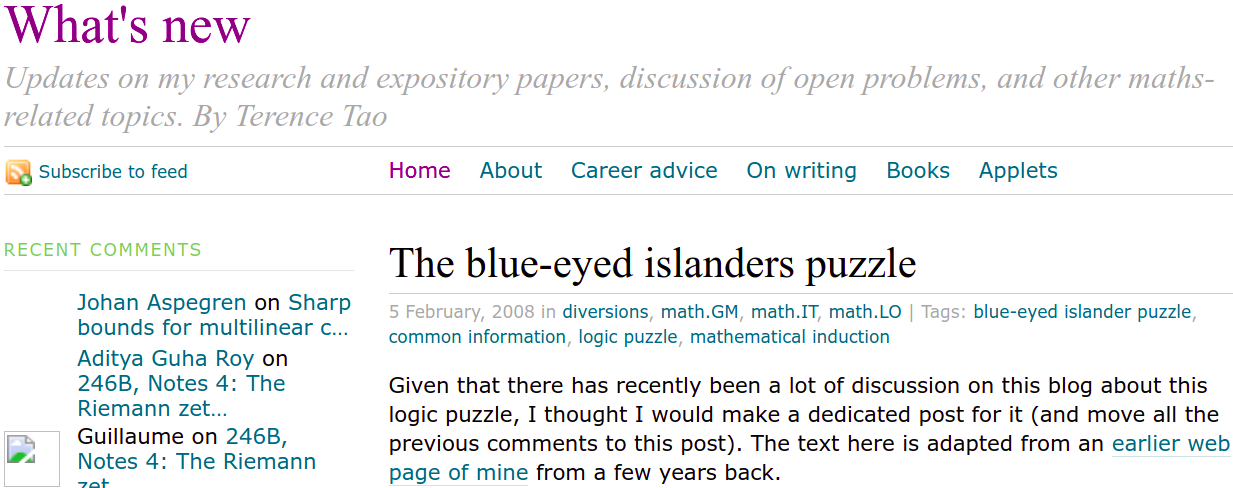 What's new
Updates on my research and expository papers, discussion of open problems, and other maths-
related topics. By Terence Tao
Subscribe to feed
Home About Career advice On writing Books Applets
RECENT COMMENTS
Johan Aspegren on Sharp
bounds for multilinear c…
Aditya Guha Roy on
246B, Notes 4: The
Riemann zet…
Guillaume on 246B,
Notes 4: The Riemann
zet
The blue-eyed islanders puzzle
5 February, 2008 in diversions, math.GM, math.IT, math.LO | Tags: blue-eyed islander puzzle,
common information, logic puzzle, mathematical induction
Given that there has recently been a lot of discussion on this blog about this
logic puzzle, I thought I would make a dedicated post for it (and move all the
previous comments to this post). The text here is adapted from an earlier web
page of mine from a few years back.